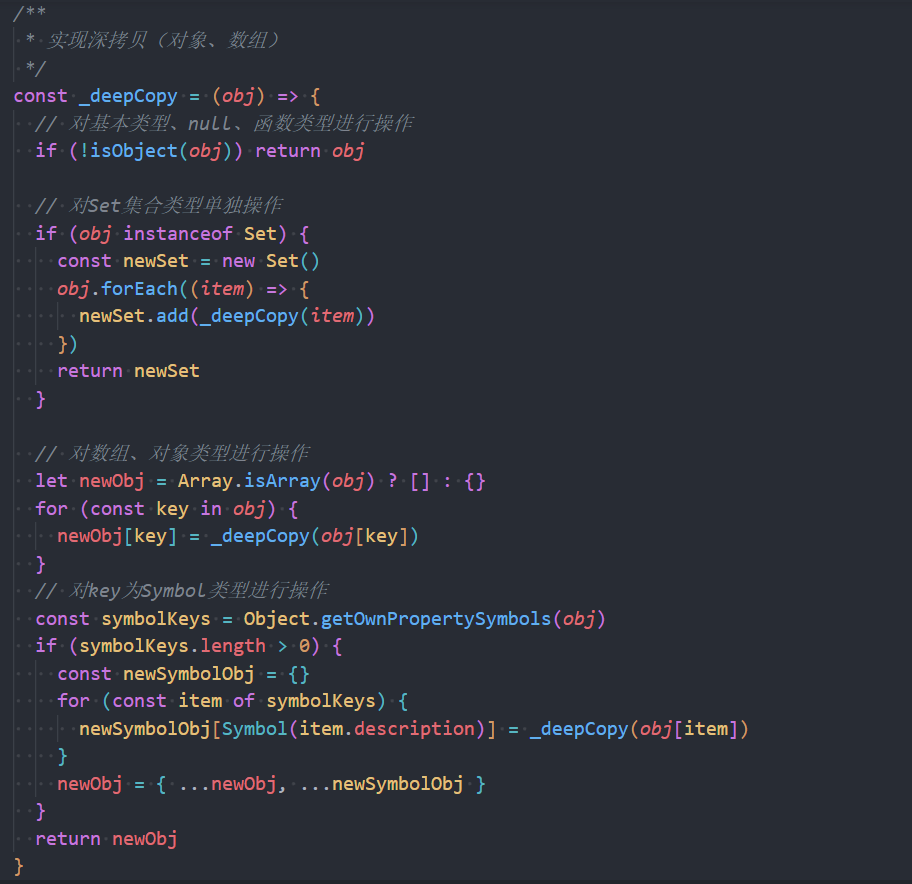 /**
 * 实现深拷贝（对象、数组）
 */
const _deepCopy = (obj) => {
  // 对基本类型、null、函数类型进行操作
  if (!isObject(obj)) return obj

  // 对Set集合类型单独操作
  if (obj instanceof Set) {
    const newSet = new Set()
    obj.forEach((item) => {
      newSet.add(_deepCopy(item))
    })
    return newSet
  }

  // 对数组、对象类型进行操作
  let newObj = Array.isArray(obj) ? [] : {}
  for (const key in obj) {
    newObj[key] = _deepCopy(obj[key])
  }
  // 对key为Symbol类型进行操作
  const symbolKeys = Object.getOwnPropertySymbols(obj)
  if (symbolKeys.length > 0) {
    const newSymbolObj = {}
    for (const item of symbolKeys) {
      newSymbolObj[Symbol(item.description)] = _deepCopy(obj[item])
    }
    newObj = { ...newObj, ...newSymbolObj }
  }
  return newObj
}